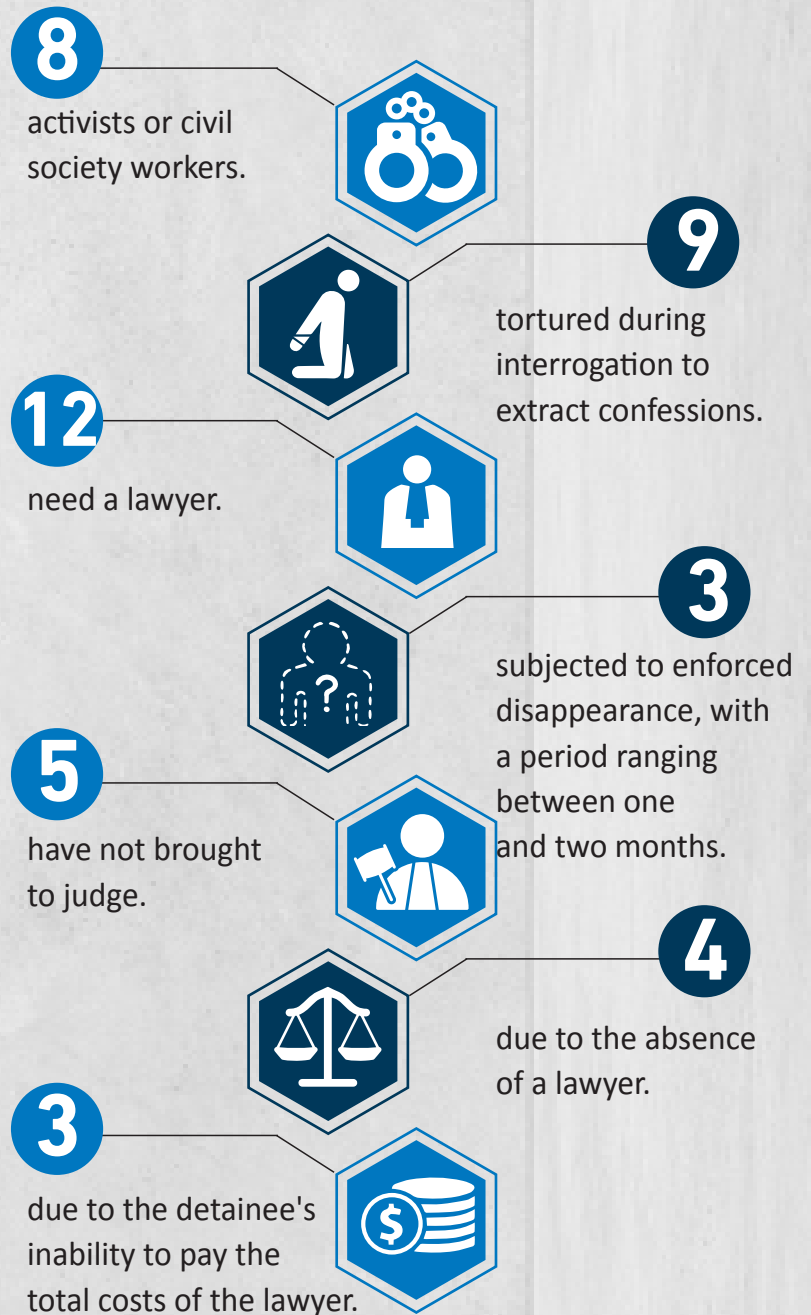 8
activists or civil
society workers.
9
tortured during
interrogation to
extract confessions.
12
need a lawyer.
?
3
subjected to enforced
disappearance, with
a period ranging
between one
and two months.
5
have not brought
to judge.
4
due to the absence
of a lawyer.
3
$
due to the detainee's
inability to pay the
total costs of the lawyer.